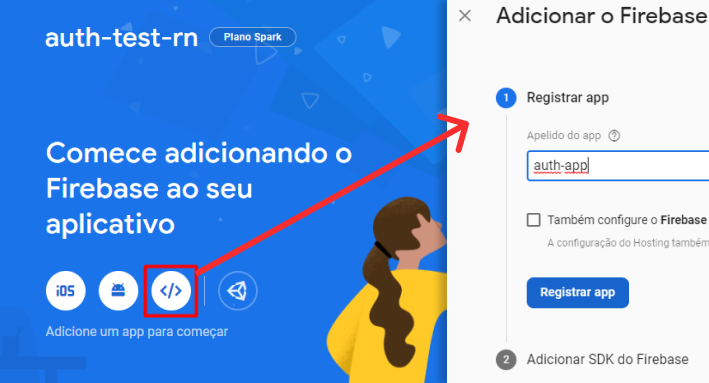 auth-test-rn Plano Spark
Comece adicionando o
Firebase ao seu
aplicativo
iOS </>
Adicione um app para começar
Adicionar o Firebase
1 Registrar app
Apelido do app ?
auth-app
Também configure o Firebase
A configuração do Hosting também
Registrar app
2 Adicionar SDK do Firebase